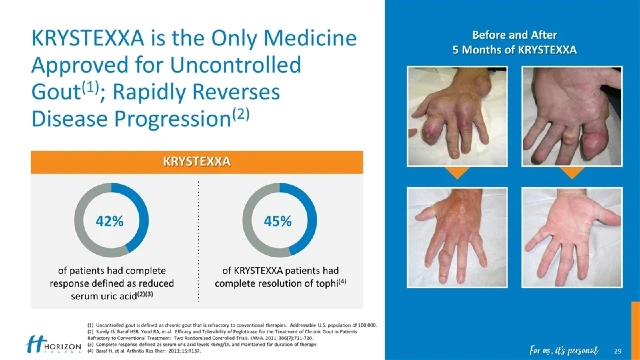 KRYSTEXXA is the Only Medicine
Approved for Uncontrolled
Gout(1); Rapidly Reverses
Disease Progression(2)
KRYSTEXXA
42%
of patients had complete
response defined as reduced
serum uric acid(2)(3)
45%
of KRYSTEXXA patients had
complete resolution of tophi(4)
Before and After
5 Months of KRYSTEXXA
(1) Uncontrolled gout is defined as chronic gout that is refractory to conventional therapies. Addressable U.S. population of 100,000.
(2) Sundy JS, Baraf HSB, Yood RA, et al. Efficacy and Tolerability of Pegloticase for the Treatment of Chronic Gout in Patients
Refractory to Conventional Treatment: Two Randomized Controlled Trials. JAMA. 2011; 306(7):711-720.
(3) Complete response defined as serum uric acid levels <6mg/DL and maintained for duration of therapy.
(4) Baraf H, et al. Arthritis Res Ther. 2013;15:R137.
HORIZON
PHARMA
For me, it's personal
29